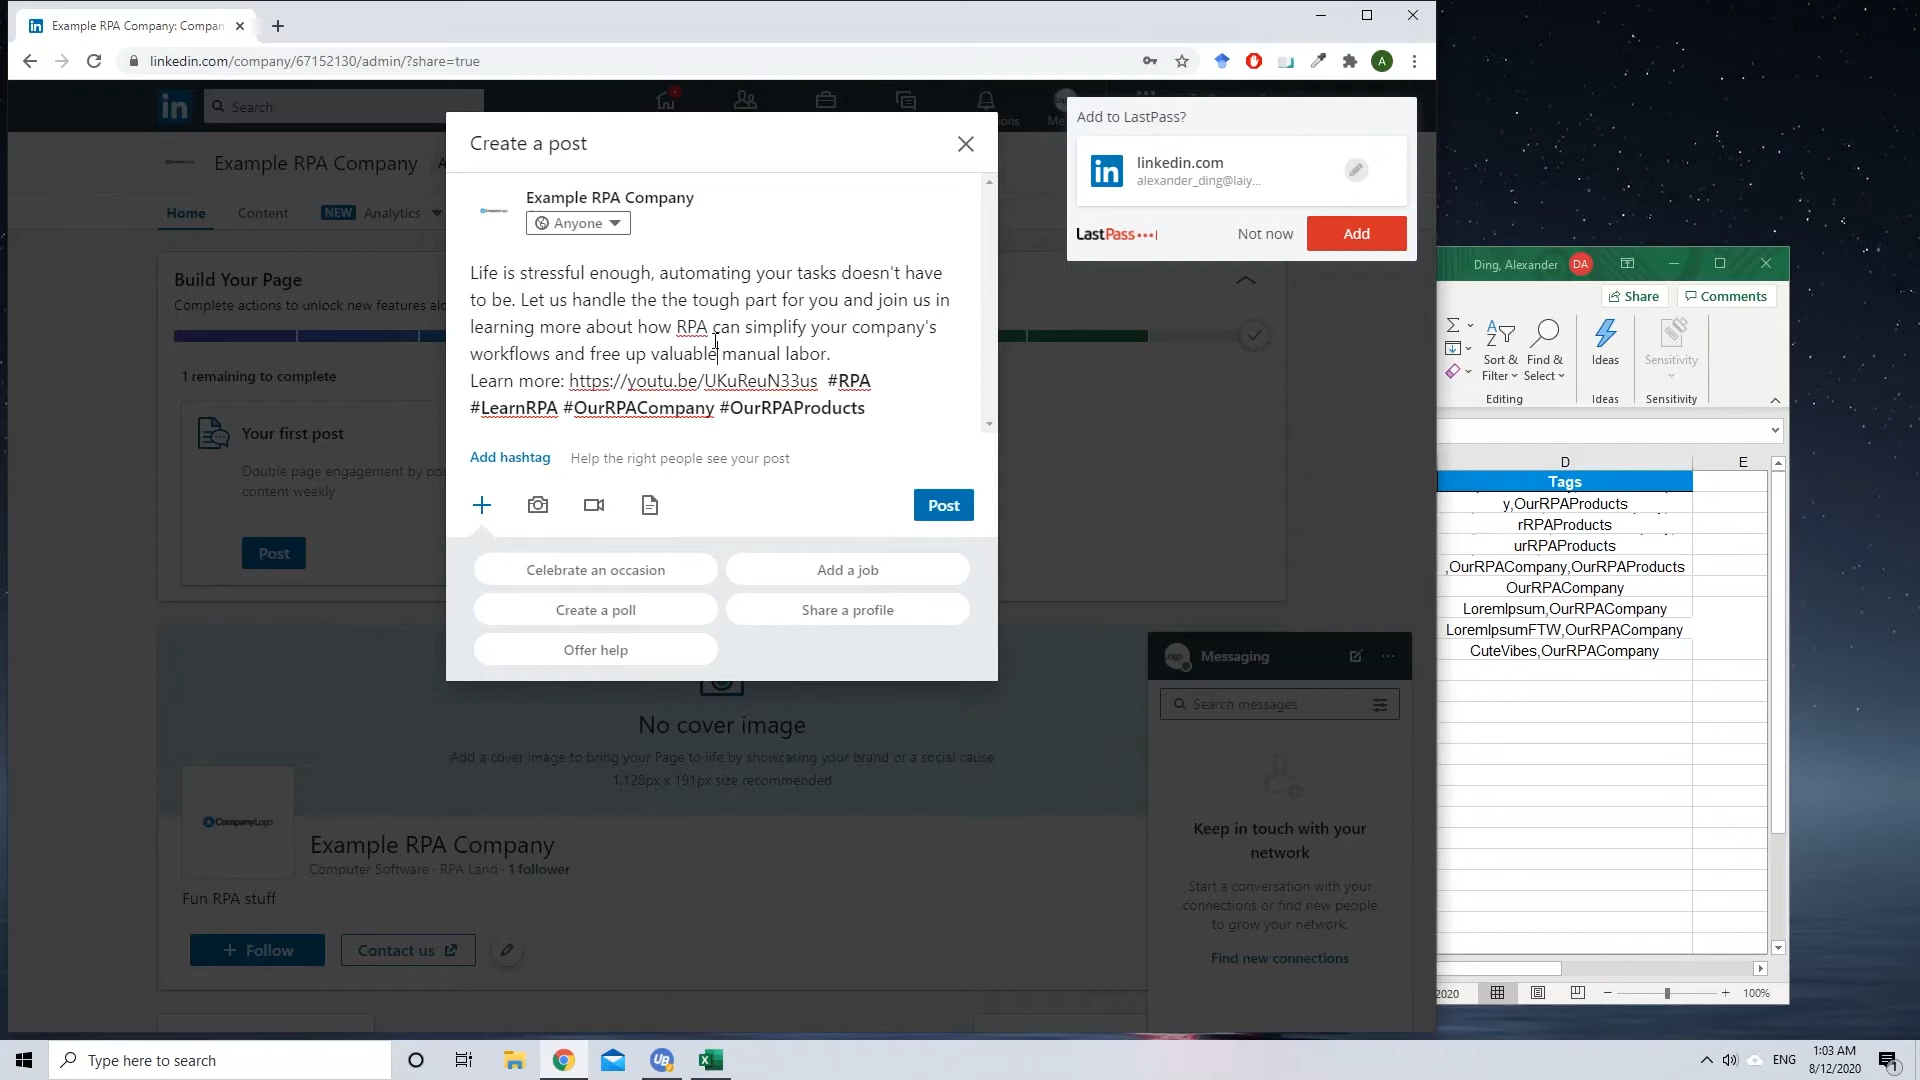 Example RPA Company: Compan
linkedin.com/company/67152130/admin/?share=true
A
Search
Example RPA Company
Home
Content
NEW
Analytics
Build Your Page
Complete actions to unlock new features
1 remaining to complete
Your first post
Double page engagement by
content weekly
Post
Create a post
Example RPA Company
Anyone
Life is stressful enough, automating your tasks doesn't have
to be. Let us handle the the tough part for you and join us in
learning more about how RPA can simplify your company's
workflows and free up valuable manual labor.
Learn more: https://youtu.be/UKuReuN33us #RPA
#LearnRPA #OurRPACompany #OurRPAProducts
Add hashtag
Help the right people see your post
Post
Celebrate an occasion
Add a job
Create a poll
Share a profile
Offer help
Add to LastPass?
linkedin.com
alexander_ding@laiy...
LastPass
Not now
Add
No cover image
Add a cover image to bring your Page to life by showcasing your brand or a social cause
1,128px x 191px size recommended
CompanyLogo
Example RPA Company
Computer Software · RPA Land · 1 follower
Fun RPA stuff
+ Follow
Contact us
Messaging
Search messages
Keep in touch with your
network
Start a conversation with your
connections or find new people
to grow your network.
Find new connections
Ding, Alexander
DA
Share
Comments
Sort &
Filter
Find &
Select
Ideas
Sensitivity
Editing
Ideas
Sensitivity
D
E
Tags
y,OurRPAProducts
rRPAProducts
urRPAProducts
,OurRPACompany,OurRPAProducts
OurRPACompany
LoremIpsum,OurRPACompany
LoremIpsumFTW,OurRPACompany
CuteVibes,OurRPACompany
2020
100%
Type here to search
UB
ENG
1:03 AM
8/12/2020
1